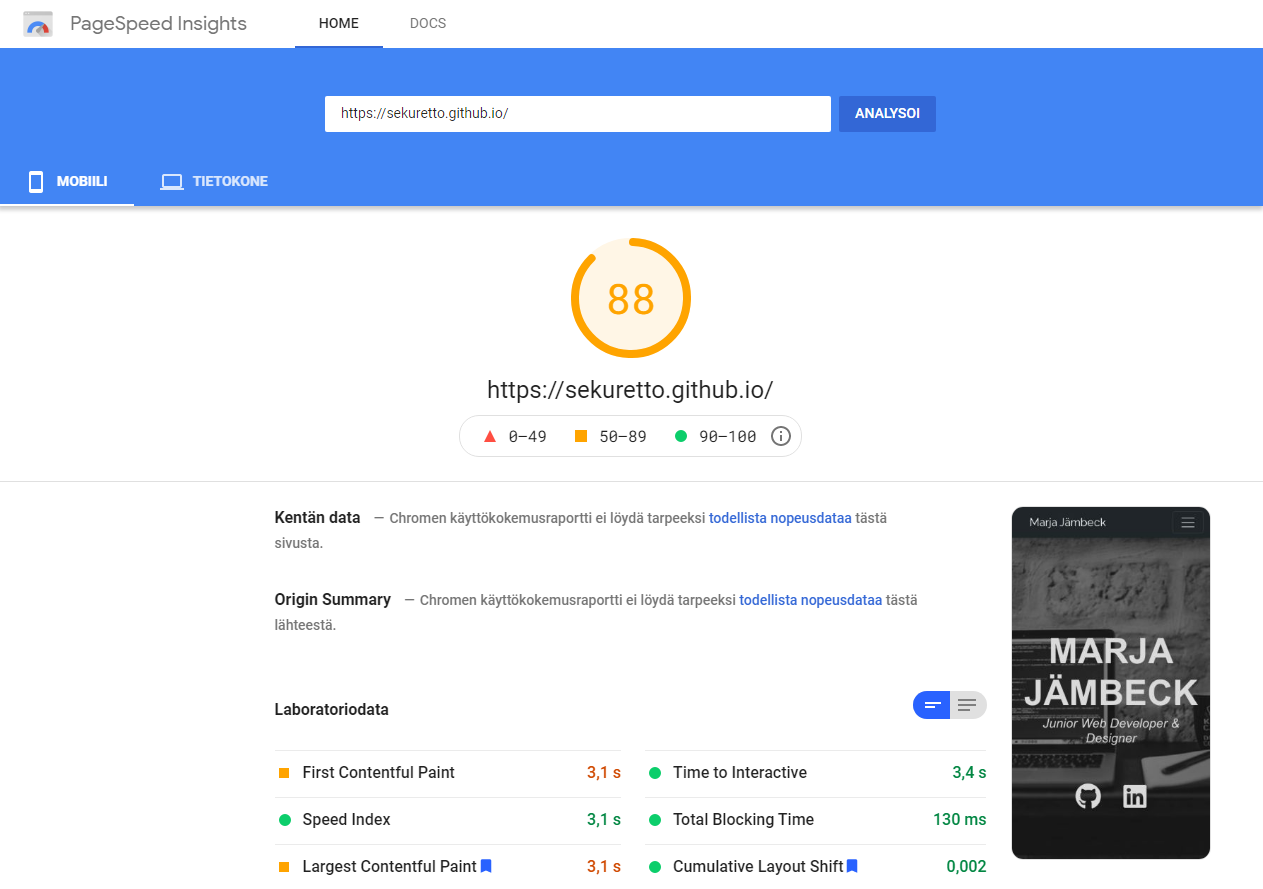 PageSpeed Insights
HOME
DOCS
https://sekuretto.github.io/
ANALYSOI
MOBIILI
TIETOKONE
88
https://sekuretto.github.io/
0–49
50–89
90–100
Kentän data — Chromen käyttökokemusraportti ei löydä tarpeeksi todellista nopeusdataa tästä
sivusta.
Origin Summary — Chromen käyttökokemusraportti ei löydä tarpeeksi todellista nopeusdataa tästä
lähteestä.
Marja Jämbeck
MARJA
JÄMBECK
Junior Web Developer &
Designer
Laboratoriodata
First Contentful Paint 3,1 s
Time to Interactive 3,4 s
Speed Index 3,1 s
Total Blocking Time 130 ms
Largest Contentful Paint 3,1 s
Cumulative Layout Shift 0,002